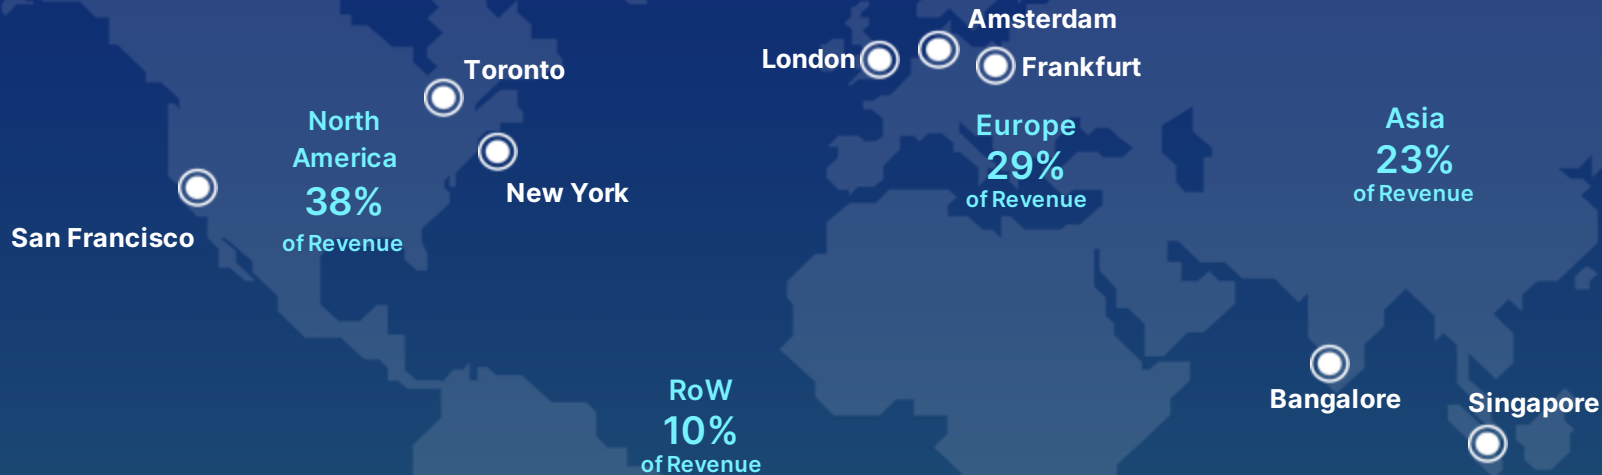 Amsterdam
London
Frankfurt
Toronto
New York
San Francisco
North
America
38%
of Revenue
Europe
29%
of Revenue
Asia
23%
of Revenue
RoW
10%
of Revenue
Bangalore
Singapore